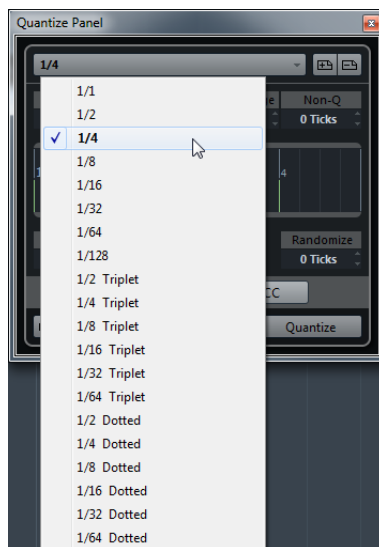 Quantize Panel
1/4
Non-Q
0 Ticks
4
Randomize
0 Ticks
CC
Quantize
1/1
1/2
1/4
1/8
1/16
1/32
1/64
1/128
1/2 Triplet
1/4 Triplet
1/8 Triplet
1/16 Triplet
1/32 Triplet
1/64 Triplet
1/2 Dotted
1/4 Dotted
1/8 Dotted
1/16 Dotted
1/32 Dotted
1/64 Dotted